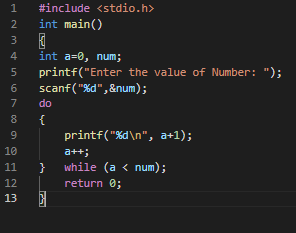 1 #include <stdio.h>
2 int main()
3 {
4 int a=0, num;
5 printf("Enter the value of Number: ");
6 scanf("%d",&num);
7 do
8 {
9     printf("%d\n", a+1);
10     a++;
11 }  while (a < num);
12     return 0;
13 }